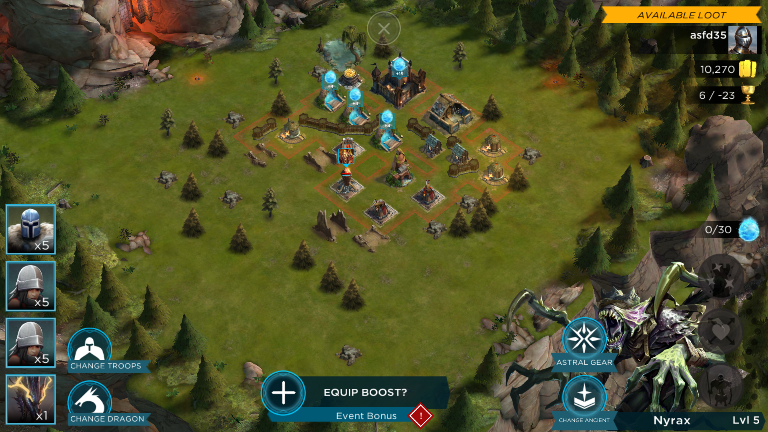 AVAILABLE LOOT
asfd35
10,270
6 / -23
0/30
x5
x5
x5
x1
CHANGE TROOPS
CHANGE DRAGON
EQUIP BOOST?
Event Bonus !
ASTRAL GEAR
CHANGE ANCIENT
Nyrax Lvl 5